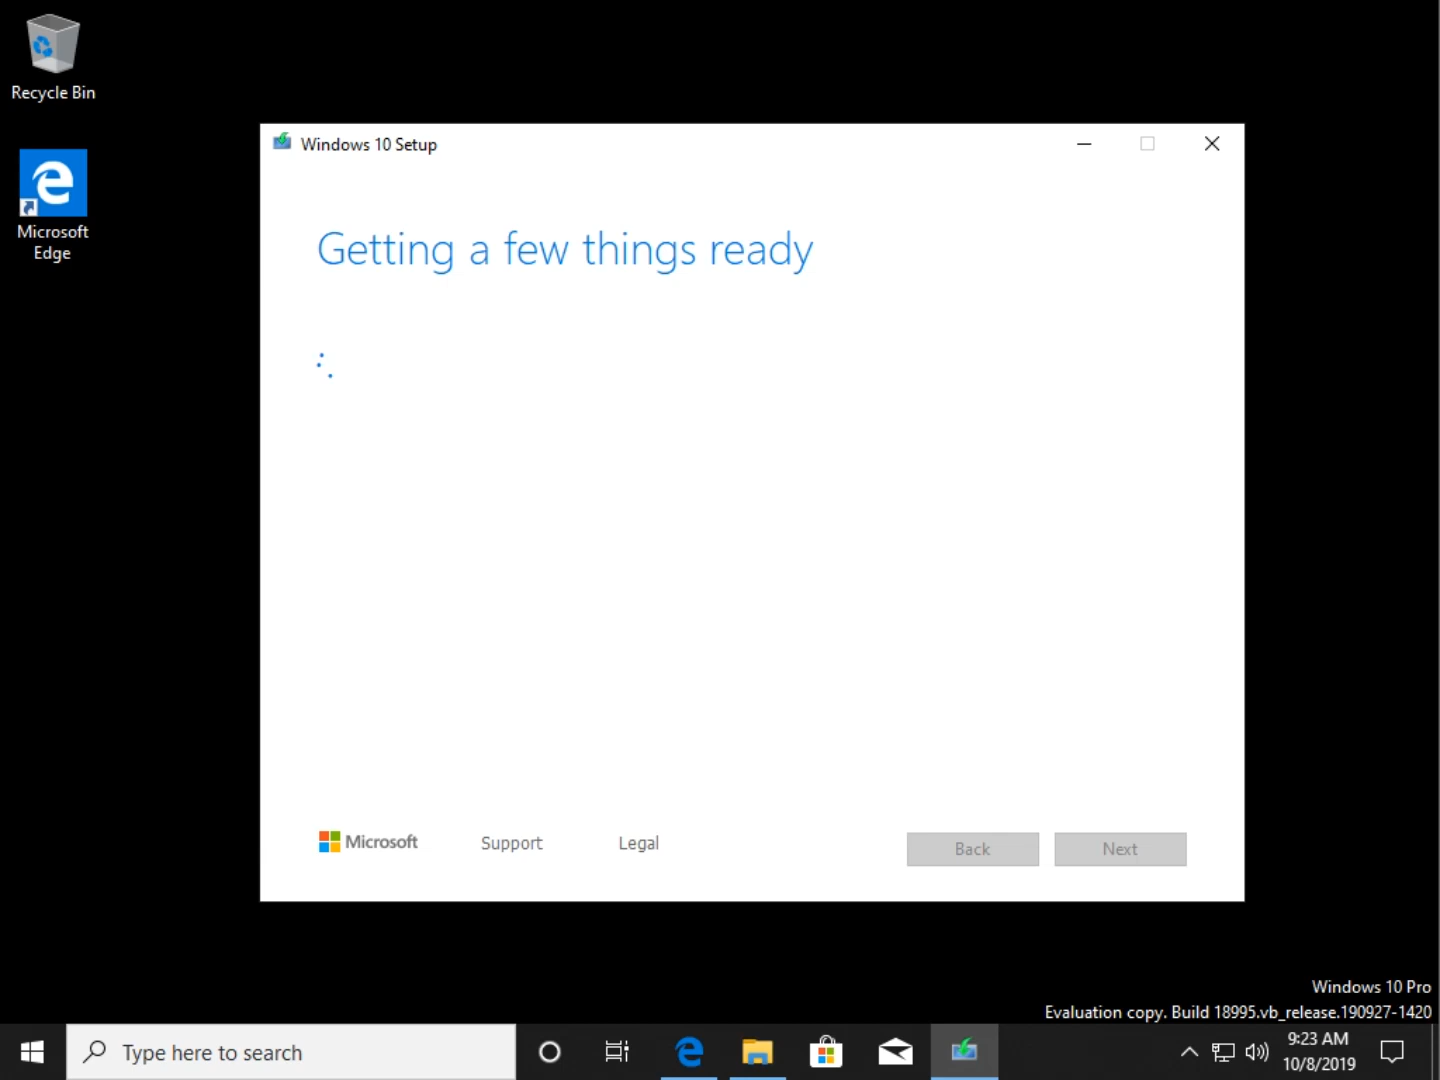 Recycle Bin
Microsoft
Edge
Windows 10 Setup
Getting a few things ready
Microsoft
Support
Legal
Back
Next
Windows 10 Pro
Evaluation copy. Build 18995.vb_release.190927-1420
Type here to search
9:23 AM
10/8/2019